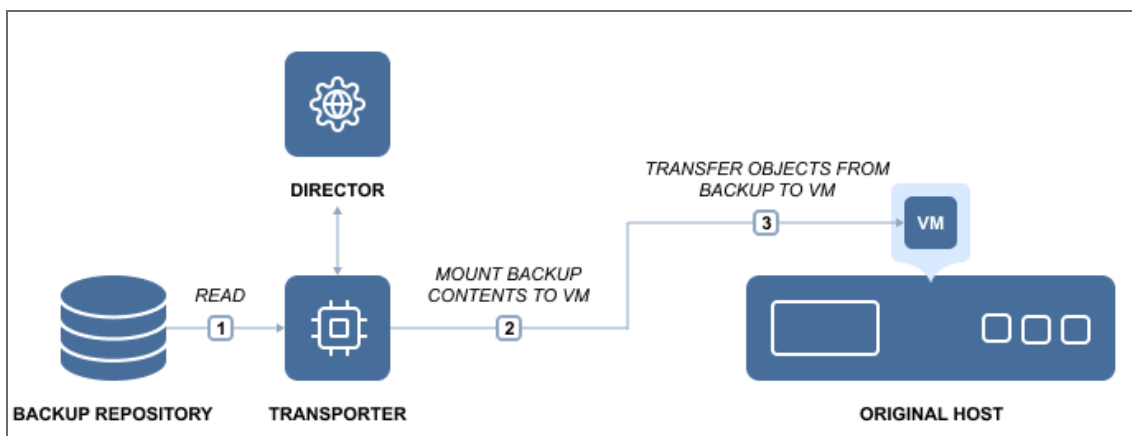 DIRECTOR
TRANSFER OBJECTS FROM
BACKUP TO VM
3
VM
READ
1
MOUNT BACKUP
CONTENTS TO VM
2
BACKUP REPOSITORY
TRANSPORTER
ORIGINAL HOST